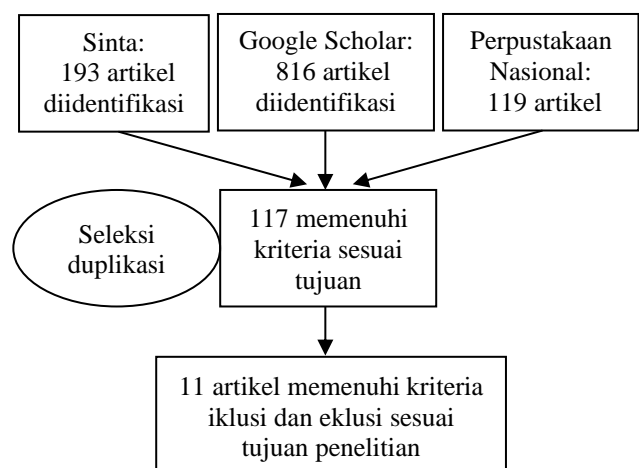 Sinta:
193 artikel
diidentifikasi
Google Scholar:
816 artikel
diidentifikasi
Perpustakaan
Nasional:
119 artikel
Seleksi
duplikasi
117 memenuhi
kriteria sesuai
tujuan
11 artikel memenuhi kriteria
iklusi dan eklusi sesuai
tujuan penelitian